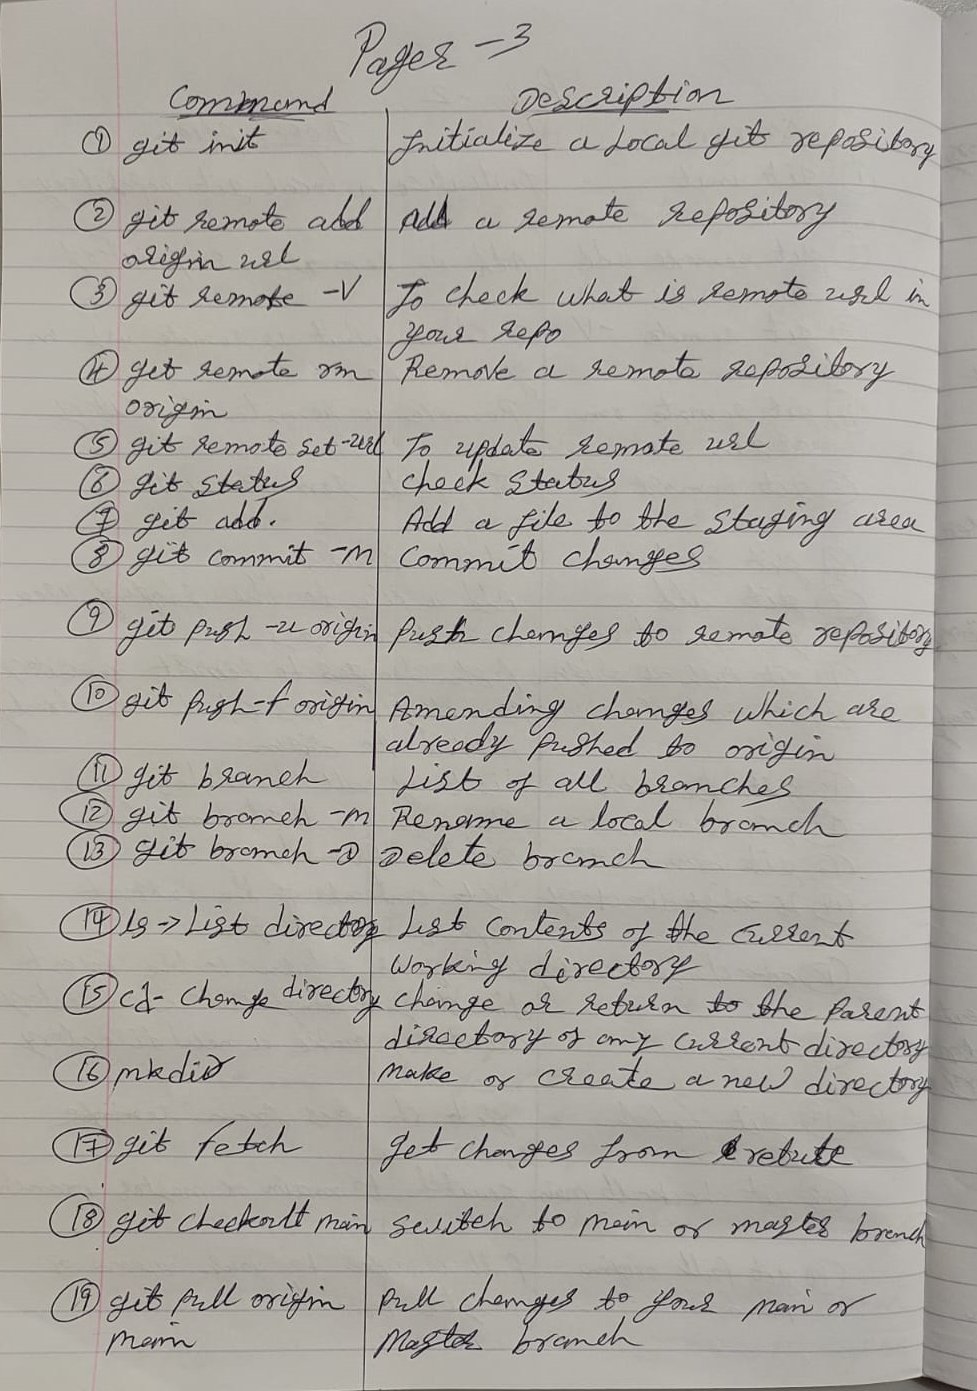 Pages -3
Command Description
① git init Initialize a Local git repository
② git remote add Add a remote repository
origin url
③ git remote -V To check what is remote url in
your repo
④ get remote rm Remove a remote repository
origin
⑤ git remote set-url To update remote url
⑥ git status check status
⑦ git add. Add a file to the staging area
⑧ git commit -m Commit changes
⑨ git push -u origin Push changes to remote repository
⑩ git push-f origin Amending changes which are
already pushed to origin
⑪ git branch List of all branches
⑫ git branch -m Rename a local branch
⑬ git branch -D Delete branch
⑭ ls -> List directory List Contents of the Current
Working directory
⑮ cd- Change directory change or return to the Parent
directory of any current directory
⑯ mkdir Make or create a new directory
⑰ git fetch get changes from
⑱ git checkoutt main switch to main or master branch
⑲ git pull origin Pull changes to your main or
main Master branch